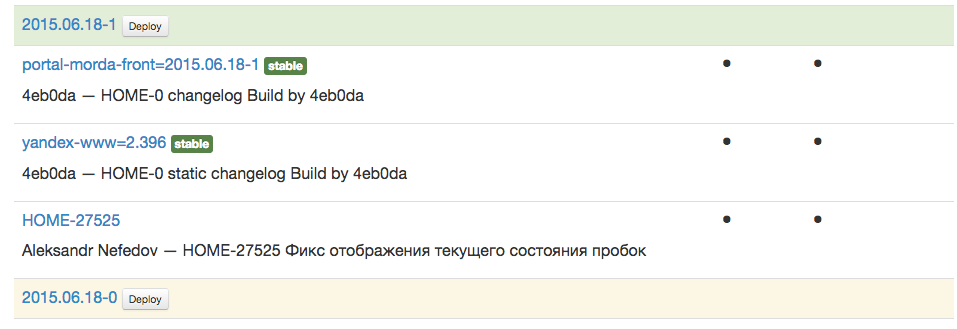 2015.06.18-1 Deploy
portal-morda-front=2015.06.18-1 stable
4eb0da — HOME-0 changelog Build by 4eb0da
yandex-www=2.396 stable
4eb0da — HOME-0 static changelog Build by 4eb0da
HOME-27525
Aleksandr Nefedov — HOME-27525 Фикс отображения текущего состояния пробок
2015.06.18-0 Deploy